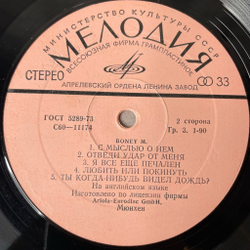 МИНИСТЕРСТВО КУЛЬТУРЫ СССР
МЕЛОДИЯ
ВСЕСОЮЗНАЯ ФИРМА ГРАМПЛАСТИНОК
СТЕРЕО
33
АПРЕЛЕВСКИЙ ОРДЕНА ЛЕНИНА ЗАВОД
ГОСТ 5289-73
2 сторона
С60—11174
Гр. 2. 1-90
BONEY M.
1. С МЫСЛЬЮ О НЕМ
2. ОТВЕДИ УДАР ОТ МЕНЯ
3. Я ВСЕ ЕЩЕ ПЕЧАЛЕН
4. ЛЮБИТЬ ИЛИ ПОКИНУТЬ
5. ТЫ КОГДА-НИБУДЬ ВИДЕЛ ДОЖДЬ?
На английском языке
Изготовлено по лицензии фирмы
Ariola-Eurodisc GmbH,
Мюнхен